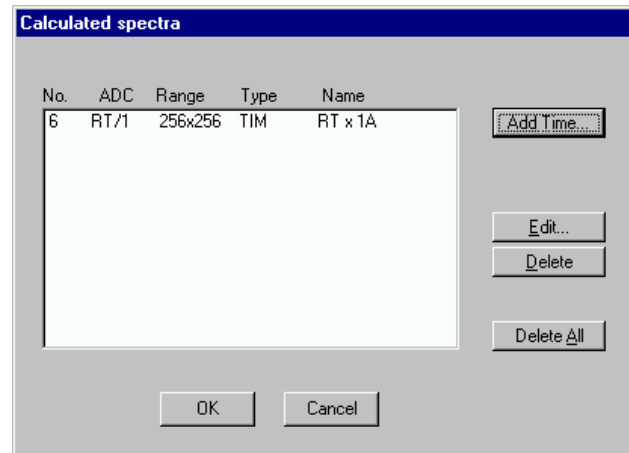 Calculated spectra
No. ADC Range Type Name
6 RT/1 256x256 TIM RT x 1A
Add Time...
Edit...
Delete
Delete All
OK Cancel